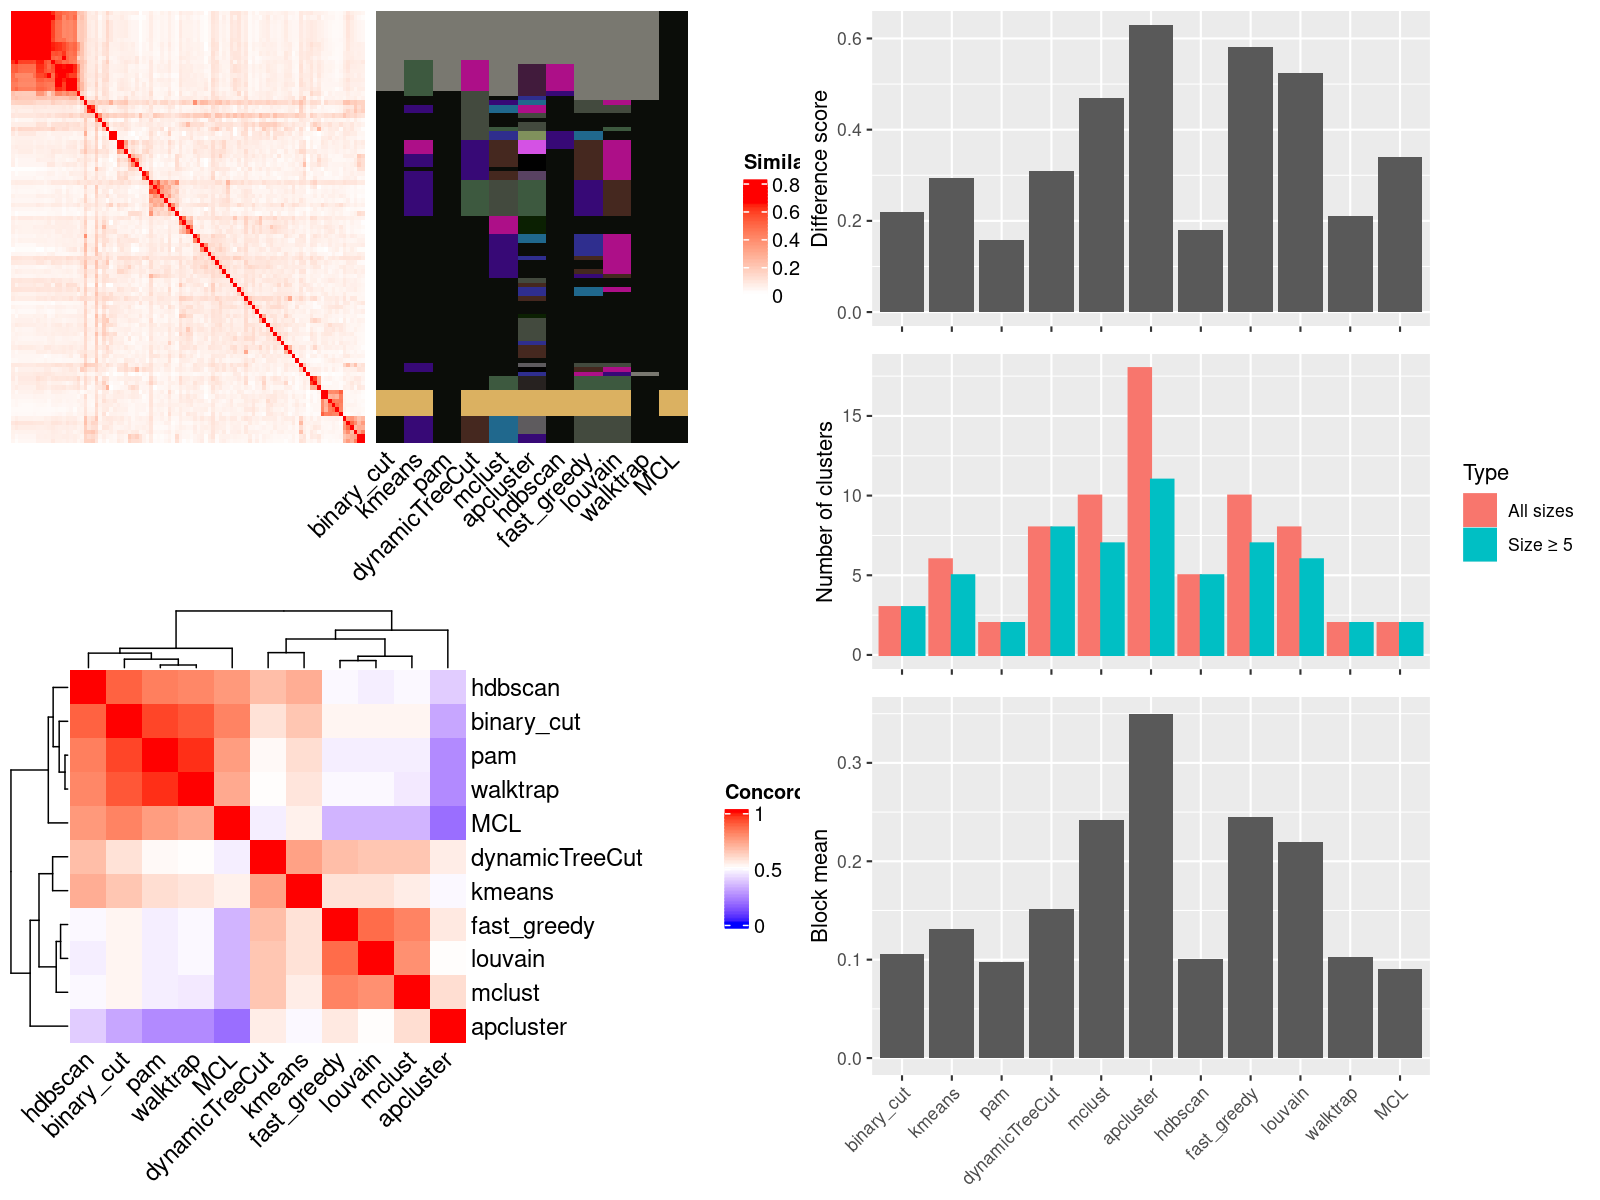 Simila
0.8
0.6
0.4
0.2
0
binary_cut
kmeans
pam
dynamicTreeCut
mclust
apcluster
hdbscan
fast_greedy
louvain
walktrap
MCL
hdbscan
binary_cut
pam
walktrap
MCL
dynamicTreeCut
kmeans
fast_greedy
louvain
mclust
apcluster
hdbscan
binary_cut
pam
walktrap
MCL
dynamicTreeCut
kmeans
fast_greedy
louvain
mclust
apcluster
Concord
1
0.5
0
Difference score
0.6
0.4
0.2
0.0
Number of clusters
15
10
5
0
Type
All sizes
Size ≥ 5
Block mean
0.3
0.2
0.1
0.0
binary_cut
kmeans
pam
dynamicTreeCut
mclust
apcluster
hdbscan
fast_greedy
louvain
walktrap
MCL